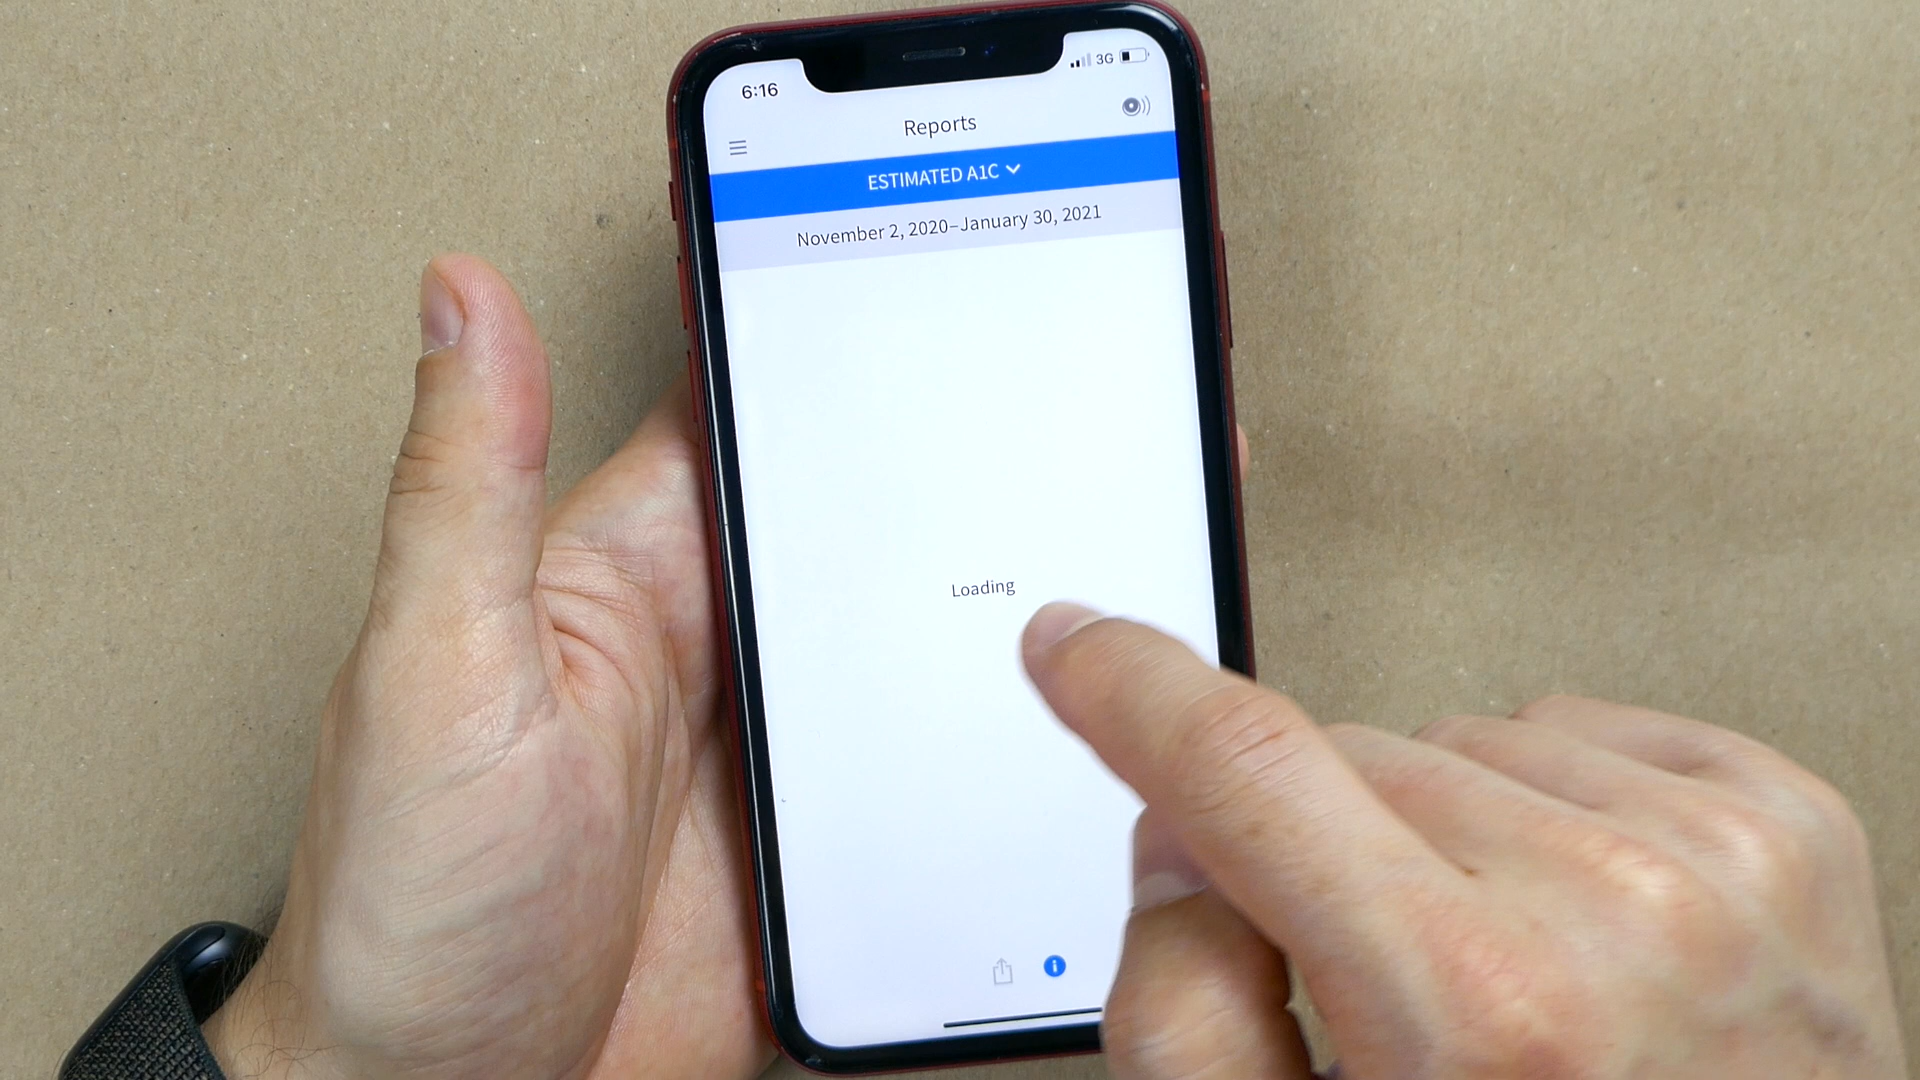 6:16
3G
Reports
ESTIMATED A1C
November 2, 2020–January 30, 2021
Loading
i